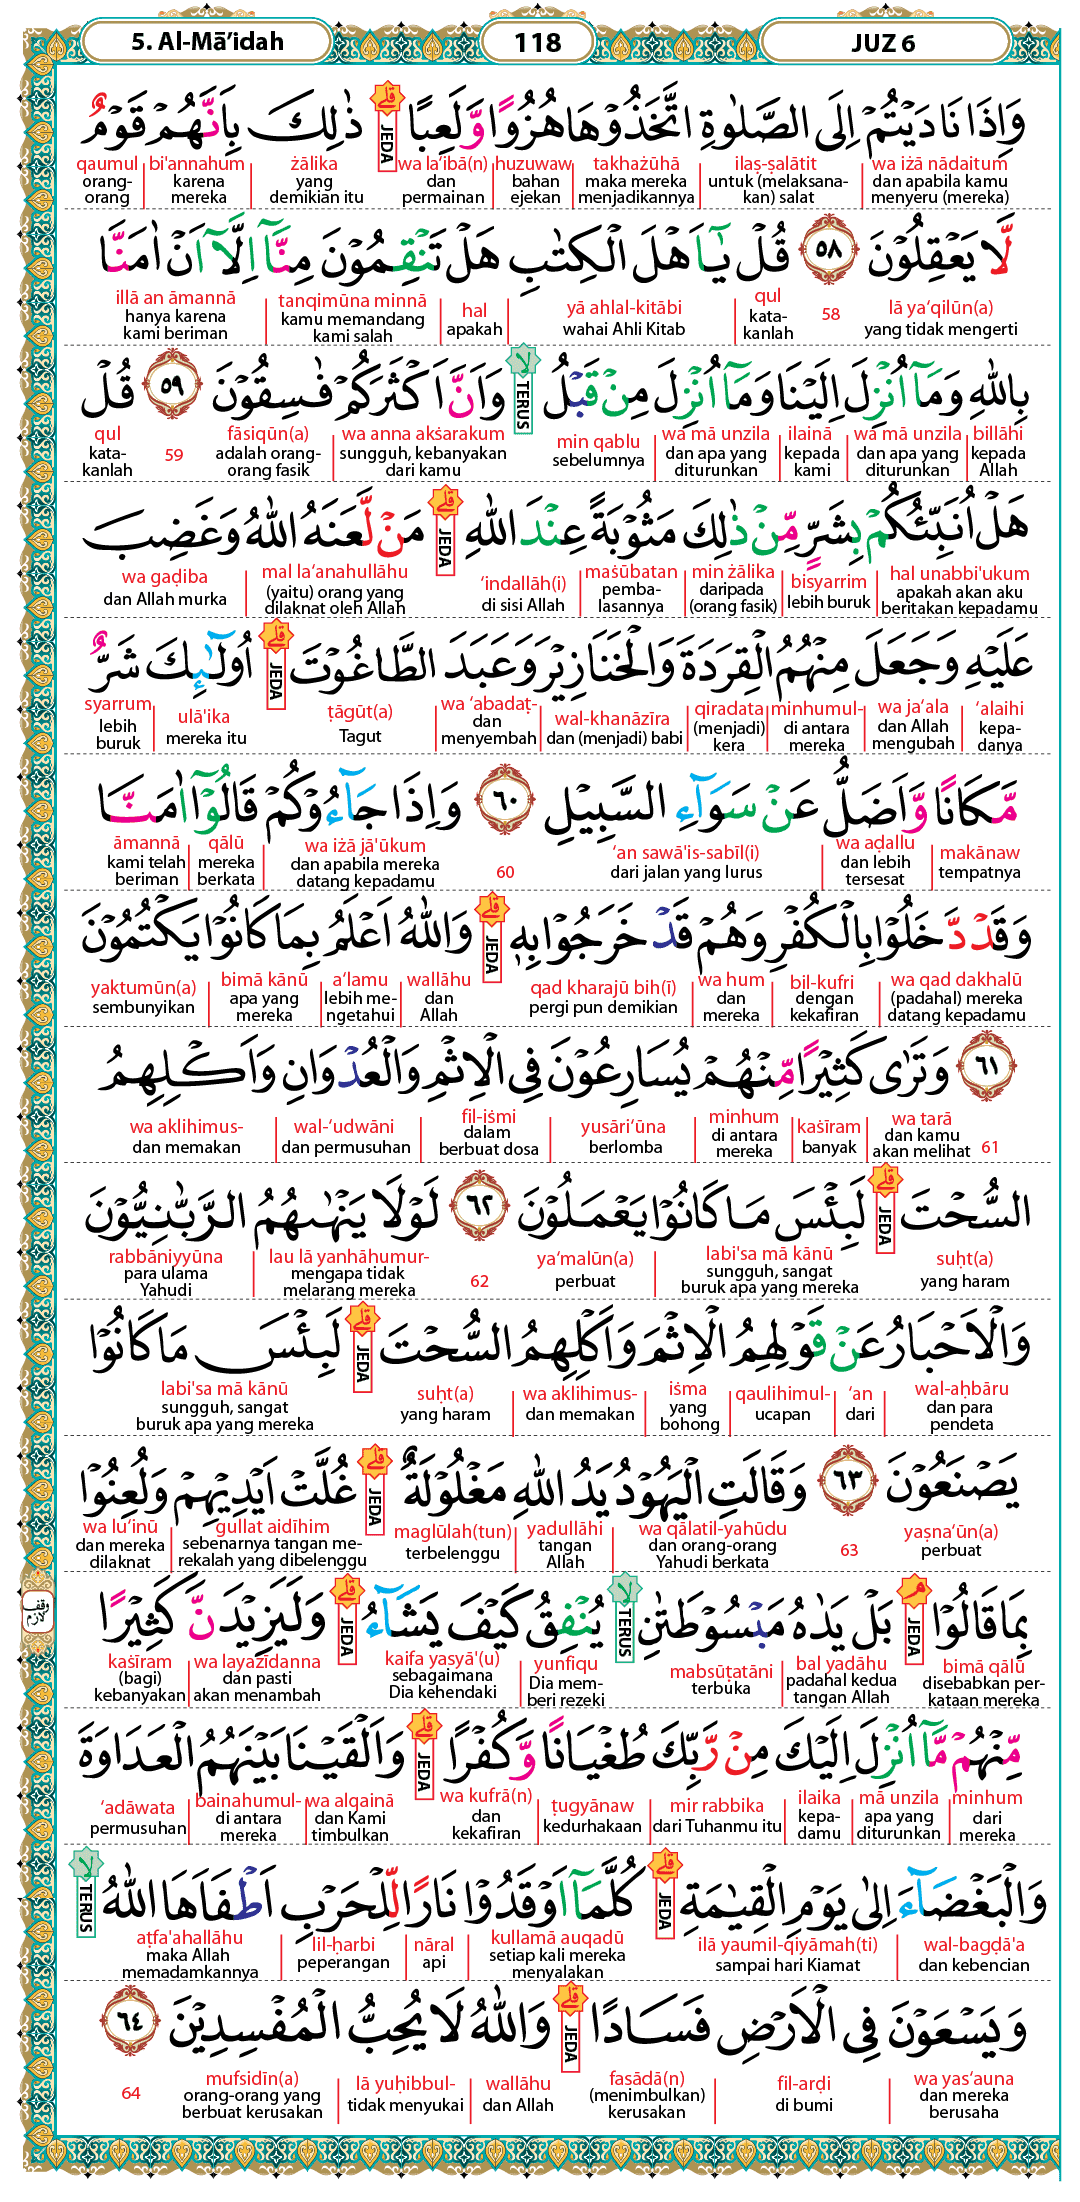 5. Al-Mā’idah
118
JUZ 6
وَاِذَا نَادَيْتُمْ اِلَى الصَّلٰوةِ اتَّخَذُوْهَا هُزُوًا وَّلَعِبًا ۗ ذٰلِكَ بِاَنَّهُمْ قَوْمٌ
JEDA
wa iżā nādaitum ilaṣ-ṣalātit takhażūhā huzuwaw wa la‘ibā(n) żālika bi'annahum qaumul
dan apabila kamu untuk (melaksana- maka mereka bahan dan yang karena orang-
menyeru (mereka) kan) salat menjadikannya ejekan permainan demikian itu mereka orang
لَّا يَعْقِلُوْنَ ٥٨ قُلْ يٰٓاَهْلَ الْكِتٰبِ هَلْ تَنْقِمُوْنَ مِنَّآ اِلَّآ اَنْ اٰمَنَّا
lā ya‘qilūn(a) 58 qul yā ahlal-kitābi hal tanqimūna minnā illā an āmannā
yang tidak mengerti kata- wahai Ahli Kitab apakah kamu memandang hanya karena
kanlah kami salah kami beriman
بِاللّٰهِ وَمَآ اُنْزِلَ اِلَيْنَا وَمَآ اُنْزِلَ مِنْ قَبْلُ ۙ وَاَنَّ اَكْثَرَكُمْ فٰسِقُوْنَ ٥٩ قُلْ
TERUS
billāhi wa mā unzila ilainā wa mā unzila min qablu wa anna akṡarakum fāsiqūn(a) 59 qul
kepada dan apa yang kepada dan apa yang sebelumnya sungguh, kebanyakan adalah orang- kata-
Allah diturunkan kami diturunkan dari kamu orang fasik kanlah
هَلْ اُنَبِّئُكُمْ بِشَرٍّ مِّنْ ذٰلِكَ مَثُوْبَةً عِنْدَ اللّٰهِ ۗ مَنْ لَّعَنَهُ اللّٰهُ وَغَضِبَ
JEDA
hal unabbi'ukum bisyarrim min żālika maṡūbatan ‘indallāh(i) mal la‘anahullāhu wa gaḍiba
apakah akan aku lebih buruk daripada pemba- di sisi Allah (yaitu) orang yang dan Allah murka
beritakan kepadamu (orang fasik) lasannya dilaknat oleh Allah
عَلَيْهِ وَجَعَلَ مِنْهُمُ الْقِرَدَةَ وَالْخَنَازِيْرَ وَعَبَدَ الطَّاغُوْتَ ۗ اُولٰۤىِٕكَ شَرٌّ
JEDA
‘alaihi wa ja‘ala minhumul- qiradata wal-khanāzīra wa ‘abadaṭ- ṭāgūt(a) ulā'ika syarrum
kepa- dan Allah di antara (menjadi) dan (menjadi) babi dan Tagut mereka itu lebih
danya mengubah mereka kera menyembah buruk
مَّكَانًا وَّاَضَلُّ عَنْ سَوَاۤءِ السَّبِيْلِ ٦٠ وَاِذَا جَاۤءُوْكُمْ قَالُوْٓا اٰمَنَّا
makānaw wa aḍallu ‘an sawā'is-sabīl(i) 60 wa iżā jā'ūkum qālū āmannā
tempatnya dan lebih dari jalan yang lurus dan apabila mereka mereka kami telah
tersesat datang kepadamu berkata beriman
وَقَدْ دَّخَلُوْا بِالْكُفْرِ وَهُمْ قَدْ خَرَجُوْا بِهٖ ۗ وَاللّٰهُ اَعْلَمُ بِمَا كَانُوْا يَكْتُمُوْنَ
JEDA
wa qad dakhalū bil-kufri wa hum qad kharajū bih(ī) wallāhu a‘lamu bimā kānū yaktumūn(a)
(padahal) mereka dengan dan pergi pun demikian dan lebih me- apa yang sembunyikan
datang kepadamu kekafiran mereka Allah ngetahui mereka
٦١ وَتَرٰى كَثِيْرًا مِّنْهُمْ يُسَارِعُوْنَ فِى الْاِثْمِ وَالْعُدْوَانِ وَاَكْلِهِمُ
61 wa tarā kaṡīram minhum yusāri‘ūna fil-iṡmi wal-‘udwāni wa aklihimus-
dan kamu banyak di antara berlomba dalam dan permusuhan dan memakan
akan melihat mereka berbuat dosa
السُّحْتَ ۗ لَبِئْسَ مَا كَانُوْا يَعْمَلُوْنَ ٦٢ لَوْلَا يَنْهٰىهُمُ الرَّبّٰنِيُّوْنَ
JEDA
suḥt(a) labi'sa mā kānū ya‘malūn(a) 62 lau lā yanhāhumur- rabbāniyyūna
yang haram sungguh, sangat perbuat mengapa tidak para ulama
buruk apa yang mereka melarang mereka Yahudi
وَالْاَحْبَارُ عَنْ قَوْلِهِمُ الْاِثْمَ وَاَكْلِهِمُ السُّحْتَ ۗ لَبِئْسَ مَا كَانُوْا
JEDA
wal-aḥbāru ‘an qaulihimul- iṡma wa aklihimus- suḥt(a) labi'sa mā kānū
dan para dari ucapan yang dan memakan yang haram sungguh, sangat
pendeta bohong buruk apa yang mereka
يَصْنَعُوْنَ ٦٣ وَقَالَتِ الْيَهُوْدُ يَدُ اللّٰهِ مَغْلُوْلَةٌ ۗ غُلَّتْ اَيْدِيْهِمْ وَلُعِنُوْا
JEDA
yaṣna‘ūn(a) 63 wa qālatil-yahūdu yadullāhi maglūlah(tun) gullat aidīhim wa lu‘inū
perbuat dan orang-orang tangan terbelenggu sebenarnya tangan me- dan mereka
Yahudi berkata Allah rekalah yang dibelenggu dilaknat
وقف لازم
بِمَا قَالُوْا ۘ بَلْ يَدٰهُ مَبْسُوْطَتٰنِ ۙ يُنْفِقُ كَيْفَ يَشَاۤءُ ۗ وَلَيَزِيْدَنَّ كَثِيْرًا
JEDA TERUS JEDA
bimā qālū bal yadāhu mabsūṭatāni yunfiqu kaifa yasyā'(u) wa layazīdanna kaṡīram
disebabkan per- padahal kedua terbuka Dia mem- sebagaimana dan pasti (bagi)
kataan mereka tangan Allah beri rezeki Dia kehendaki akan menambah kebanyakan
مِّنْهُمْ مَّآ اُنْزِلَ اِلَيْكَ مِنْ رَّبِّكَ طُغْيَانًا وَّكُفْرًا ۗ وَاَلْقَيْنَا بَيْنَهُمُ الْعَدَاوَةَ
JEDA
minhum mā unzila ilaika mir rabbika ṭugyānaw wa kufrā(n) wa alqainā bainahumul- ‘adāwata
dari apa yang kepa- dari Tuhanmu itu kedurhakaan dan dan Kami di antara permusuhan
mereka diturunkan damu kekafiran timbulkan mereka
وَالْبَغْضَاۤءَ اِلٰى يَوْمِ الْقِيٰمَةِ ۗ كُلَّمَآ اَوْقَدُوْا نَارًا لِّلْحَرْبِ اَطْفَاَهَا اللّٰهُ ۙ
JEDA TERUS
wal-bagḍā'a ilā yaumil-qiyāmah(ti) kullamā auqadū nāral lil-ḥarbi aṭfa'ahallāhu
dan kebencian sampai hari Kiamat setiap kali mereka api peperangan maka Allah
menyalakan memadamkannya
وَيَسْعَوْنَ فِى الْاَرْضِ فَسَادًا ۗ وَاللّٰهُ لَا يُحِبُّ الْمُفْسِدِيْنَ ٦٤
JEDA
wa yas‘auna fil-arḍi fasādā(n) wallāhu lā yuḥibbul- mufsidīn(a) 64
dan mereka di bumi (menimbulkan) dan Allah tidak menyukai orang-orang yang
berusaha kerusakan berbuat kerusakan